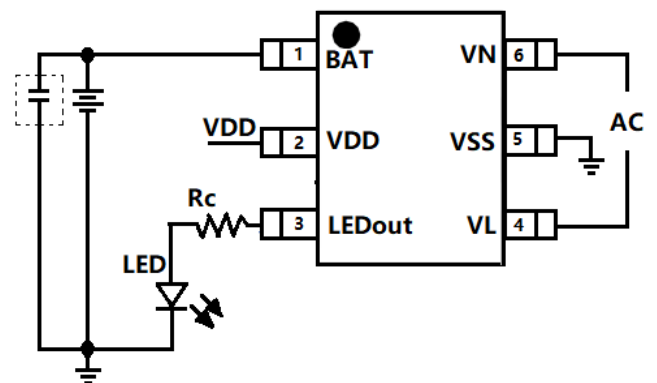 1 BAT VN 6
AC
VDD 2 VDD VSS 5
Rc
3 LEDout VL 4
LED